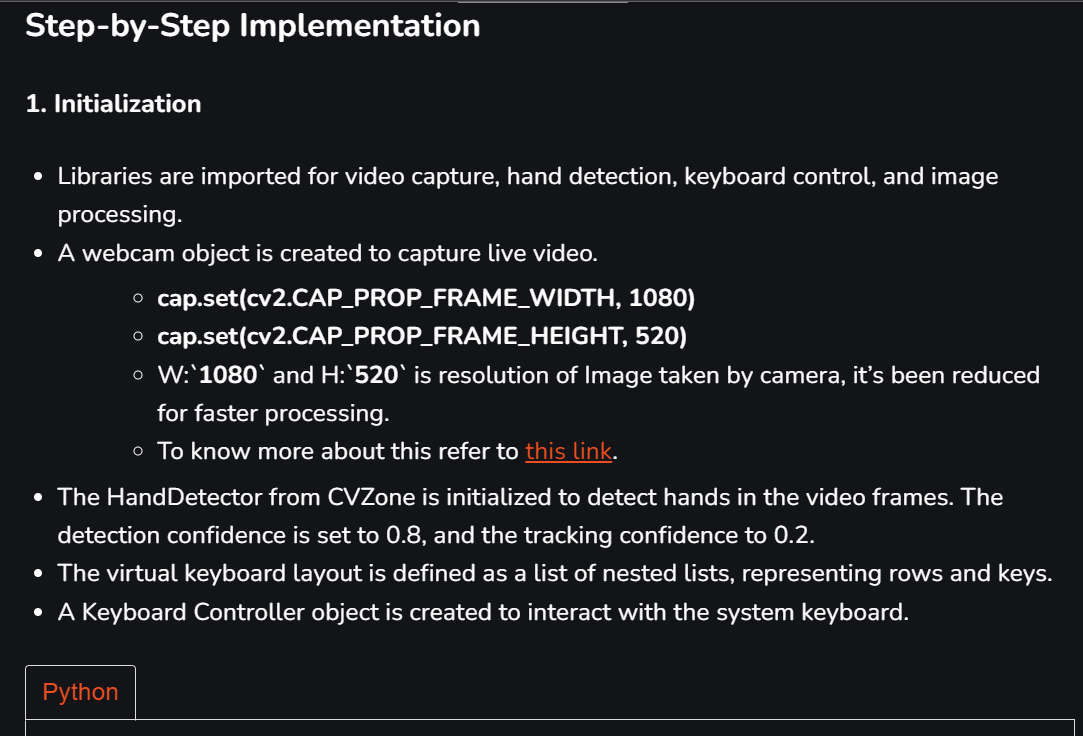 Step-by-Step Implementation
1. Initialization
• Libraries are imported for video capture, hand detection, keyboard control, and image
processing.
• A webcam object is created to capture live video.
○ cap.set(cv2.CAP_PROP_FRAME_WIDTH, 1080)
○ cap.set(cv2.CAP_PROP_FRAME_HEIGHT, 520)
○ W:`1080` and H:`520` is resolution of Image taken by camera, it’s been reduced
for faster processing.
○ To know more about this refer to this link.
• The HandDetector from CVZone is initialized to detect hands in the video frames. The
detection confidence is set to 0.8, and the tracking confidence to 0.2.
• The virtual keyboard layout is defined as a list of nested lists, representing rows and keys.
• A Keyboard Controller object is created to interact with the system keyboard.
Python